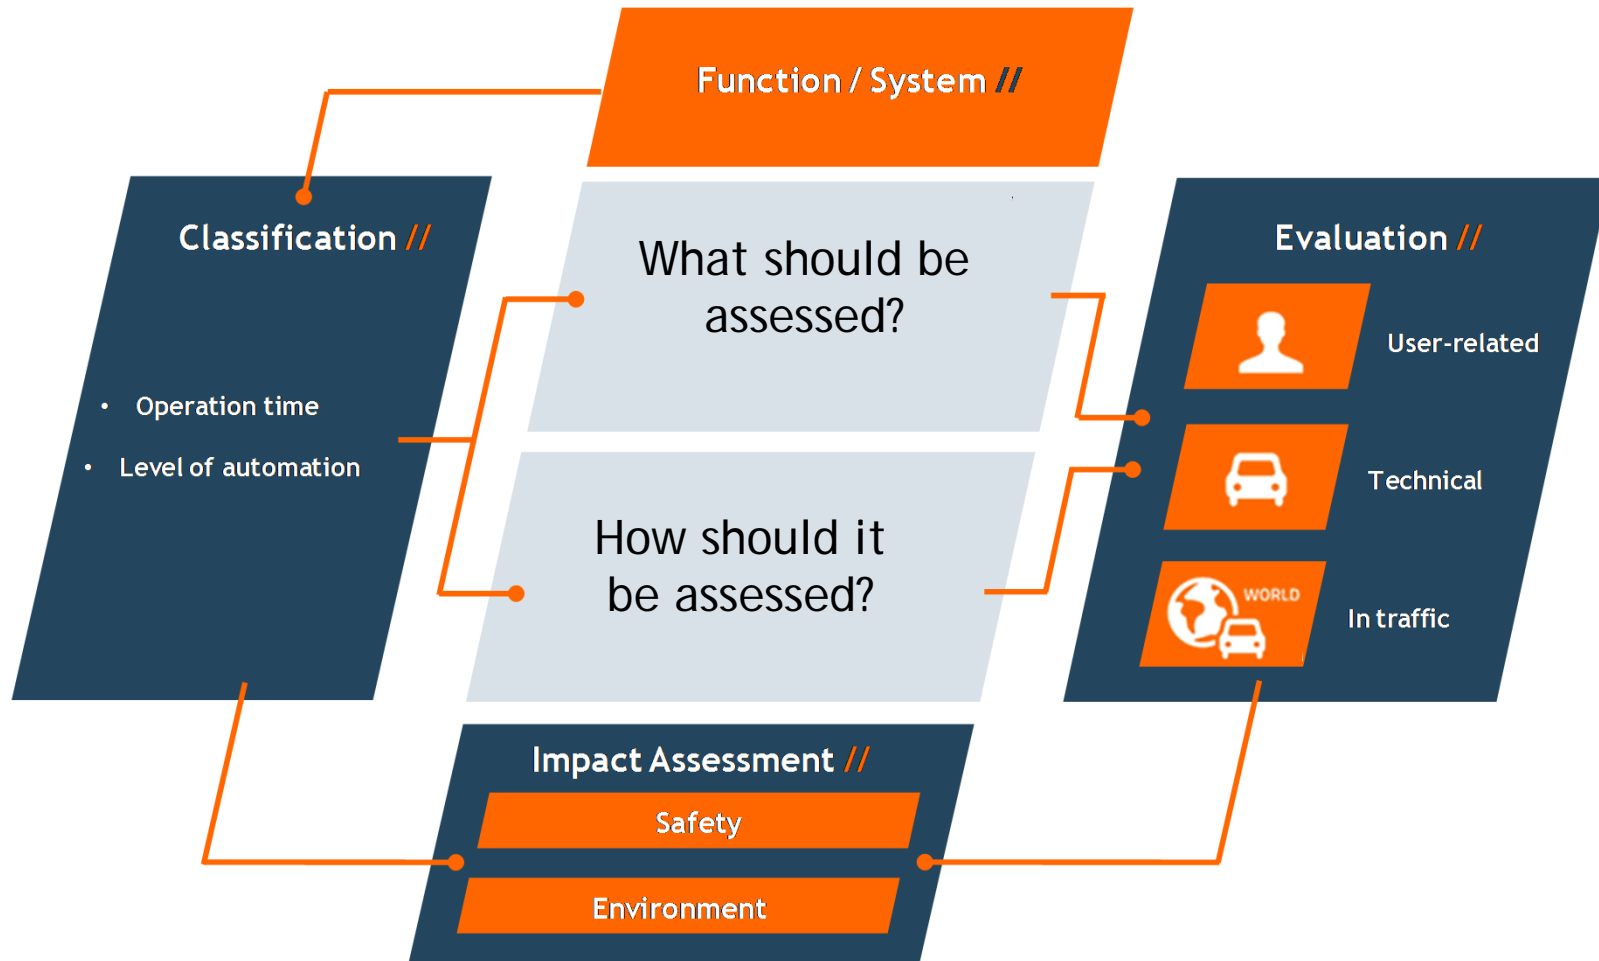 Function / System //
Classification //
• Operation time
• Level of automation
What should be
assessed?
How should it
be assessed?
Evaluation //
User-related
Technical
WORLD
In traffic
Impact Assessment //
Safety
Environment